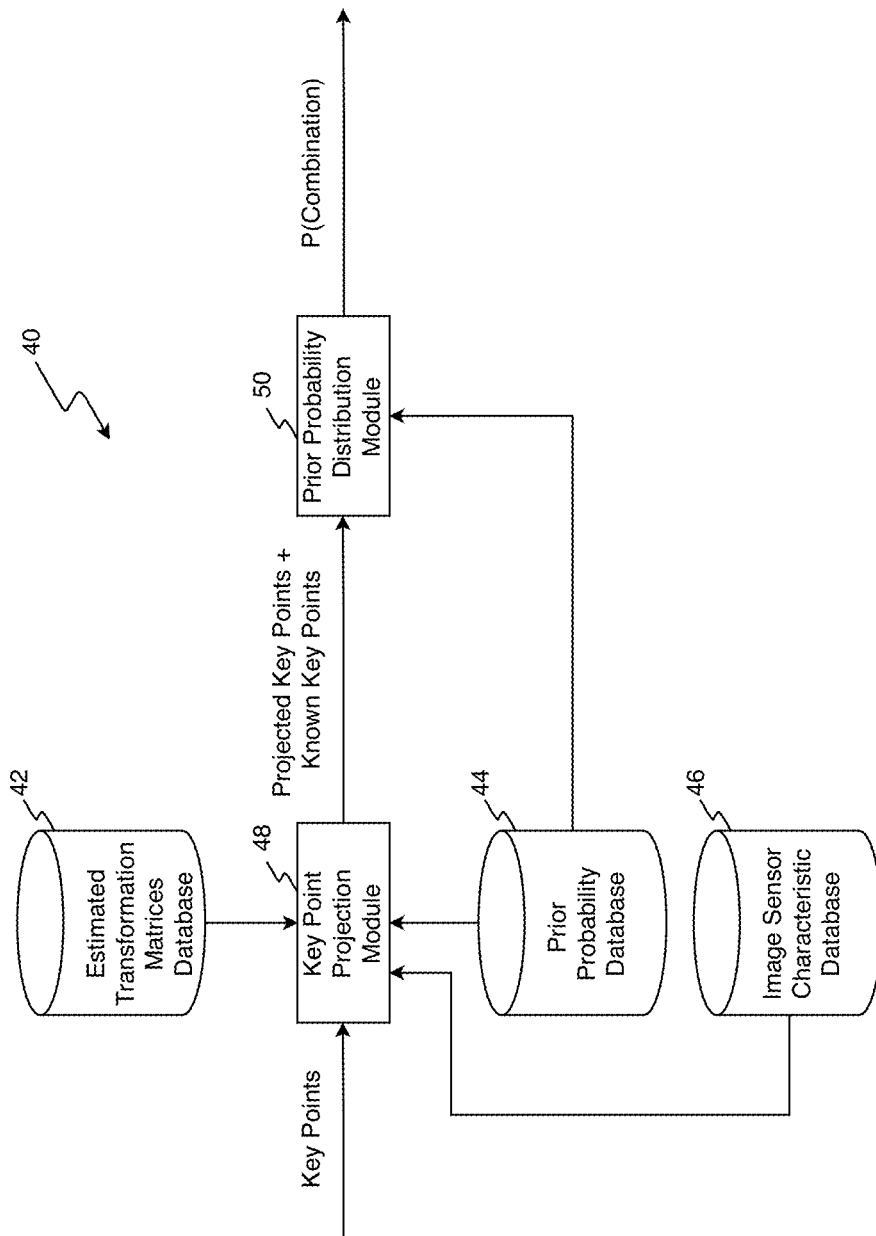 40
42
Estimated
Transformation
Matrices
Database
Key Points
48
Key Point
Projection
Module
Projected Key Points +
Known Key Points
50
Prior Probability
Distribution
Module
P(Combination)
44
Prior
Probability
Database
46
Image Sensor
Characteristic
Database